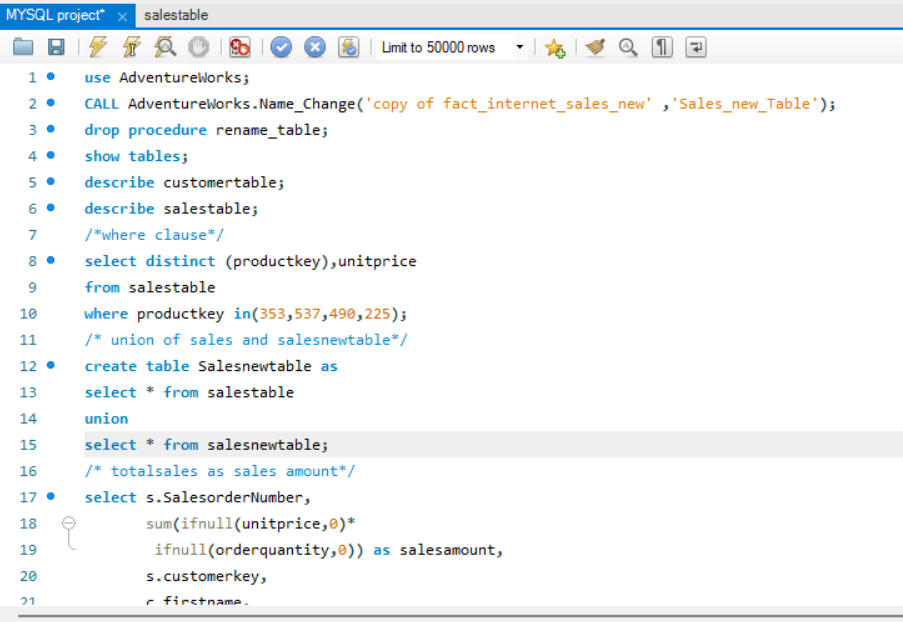 MYSQL project* × salestable
Limit to 50000 rows
1 use AdventureWorks;
2 CALL AdventureWorks.Name_Change('copy of fact_internet_sales_new' ,'Sales_new_Table');
3 drop procedure rename_table;
4 show tables;
5 describe customertable;
6 describe salestable;
7 /*where clause*/
8 select distinct (productkey),unitprice
9 from salestable
10 where productkey in(353,537,490,225);
11 /* union of sales and salesnewtable*/
12 create table Salesnewtable as
13 select * from salestable
14 union
15 select * from salesnewtable;
16 /* totalsales as sales amount*/
17 select s.SalesorderNumber,
18 sum(ifnull(unitprice,0)*
19 ifnull(orderquantity,0)) as salesamount,
20 s.customerkey,
21 c.firstname,